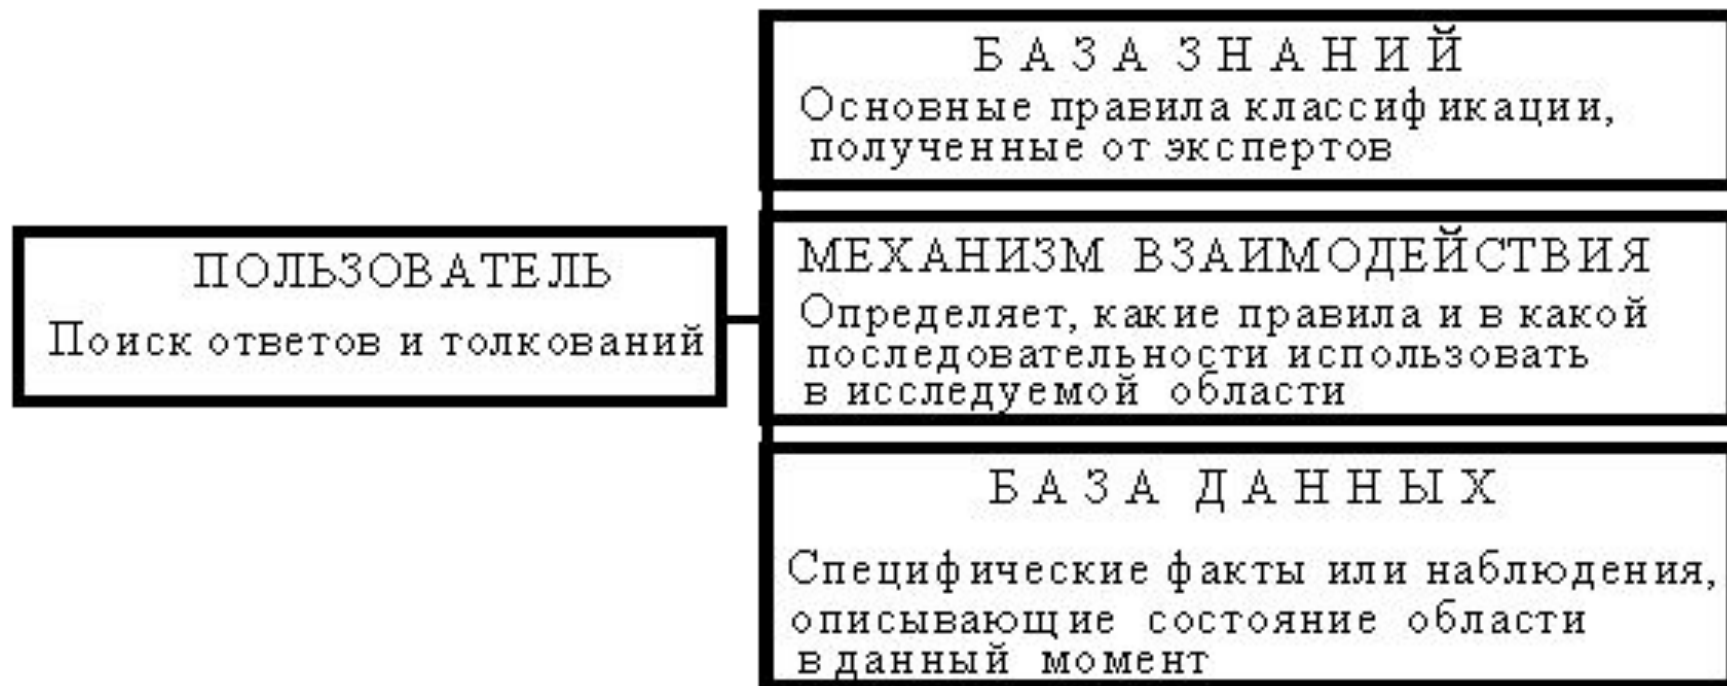 БАЗА ЗНАНИЙ
Основные правила классификации,
полученные от экспертов
ПОЛЬЗОВАТЕЛЬ
Поиск ответов и толкований
МЕХАНИЗМ ВЗАИМОДЕЙСТВИЯ
Определяет, какие правила и в какой
последовательности использовать
в исследуемой области
БАЗА ДАННЫХ
Специфические факты или наблюдения,
описывающие состояние области
в данный момент